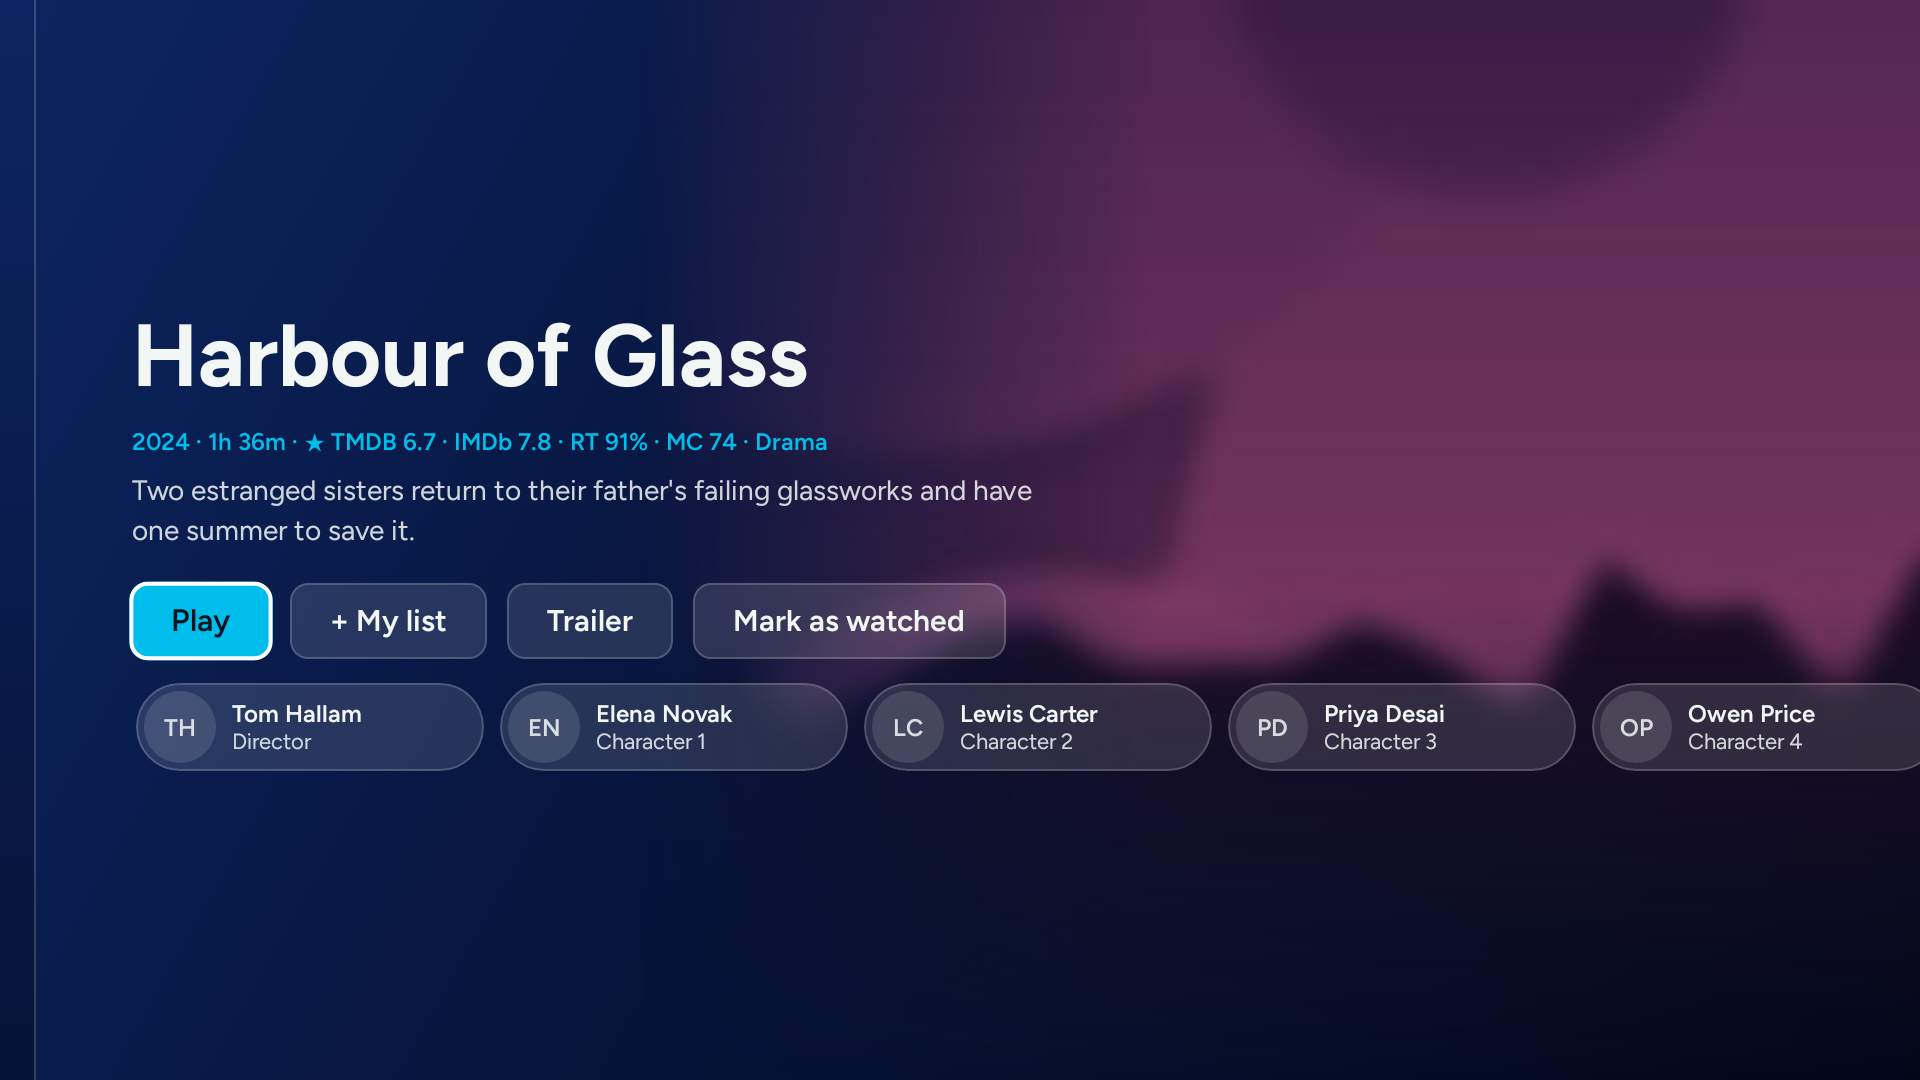 Harbour of Glass
2024 · 1h 36m · ★ TMDB 6.7 · IMDb 7.8 · RT 91% · MC 74 · Drama
Two estranged sisters return to their father's failing glassworks and have
one summer to save it.
Play
+ My list
Trailer
Mark as watched
TH
Tom Hallam
Director
EN
Elena Novak
Character 1
LC
Lewis Carter
Character 2
PD
Priya Desai
Character 3
OP
Owen Price
Character 4